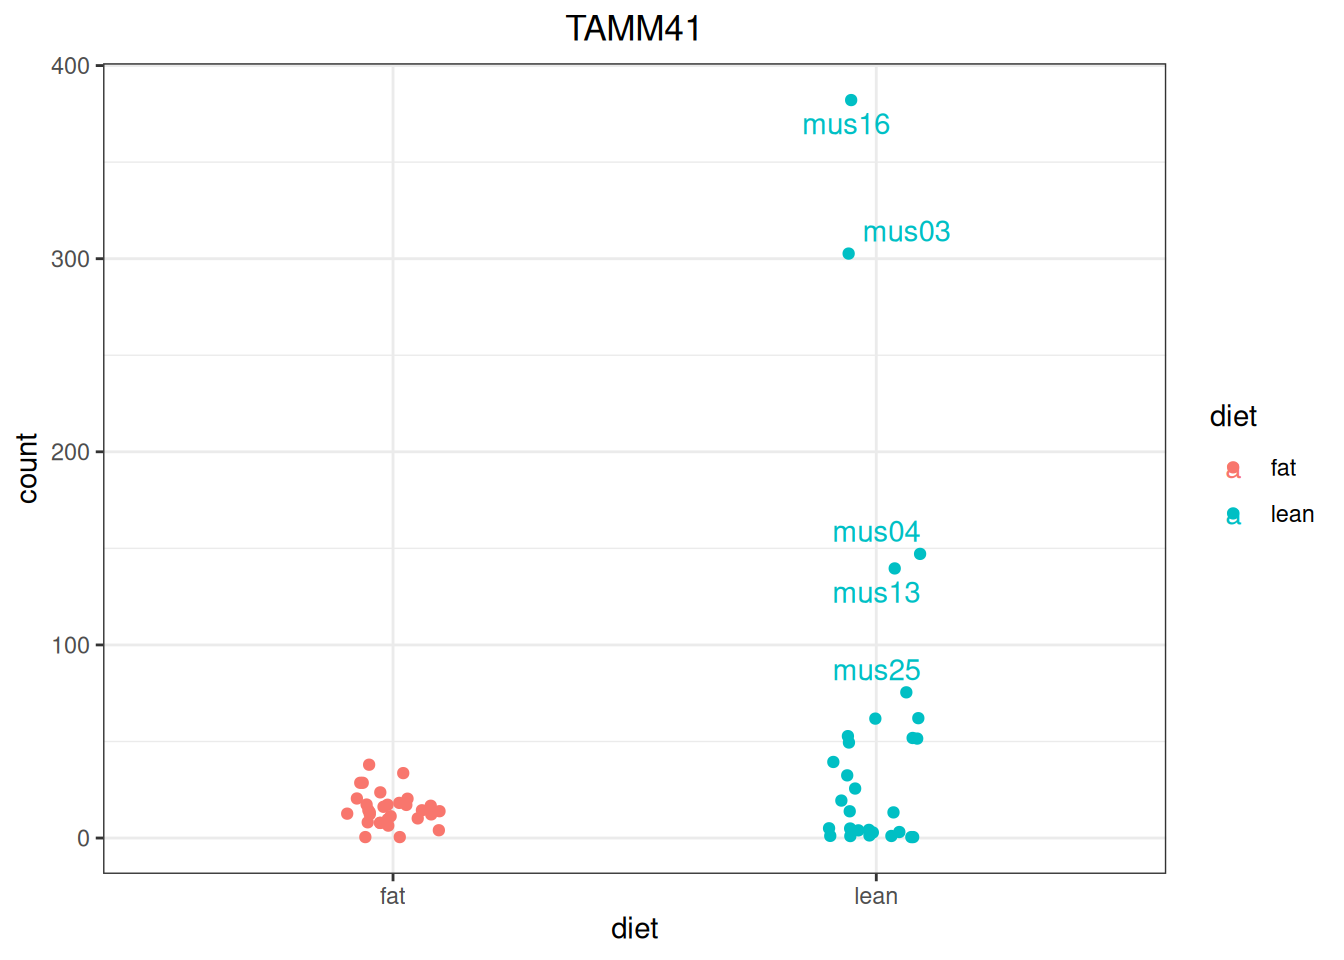 TAMM41
400
300
200
100
0
count
mus16
mus03
mus04
mus13
mus25
fat
lean
diet
diet
a fat
a lean